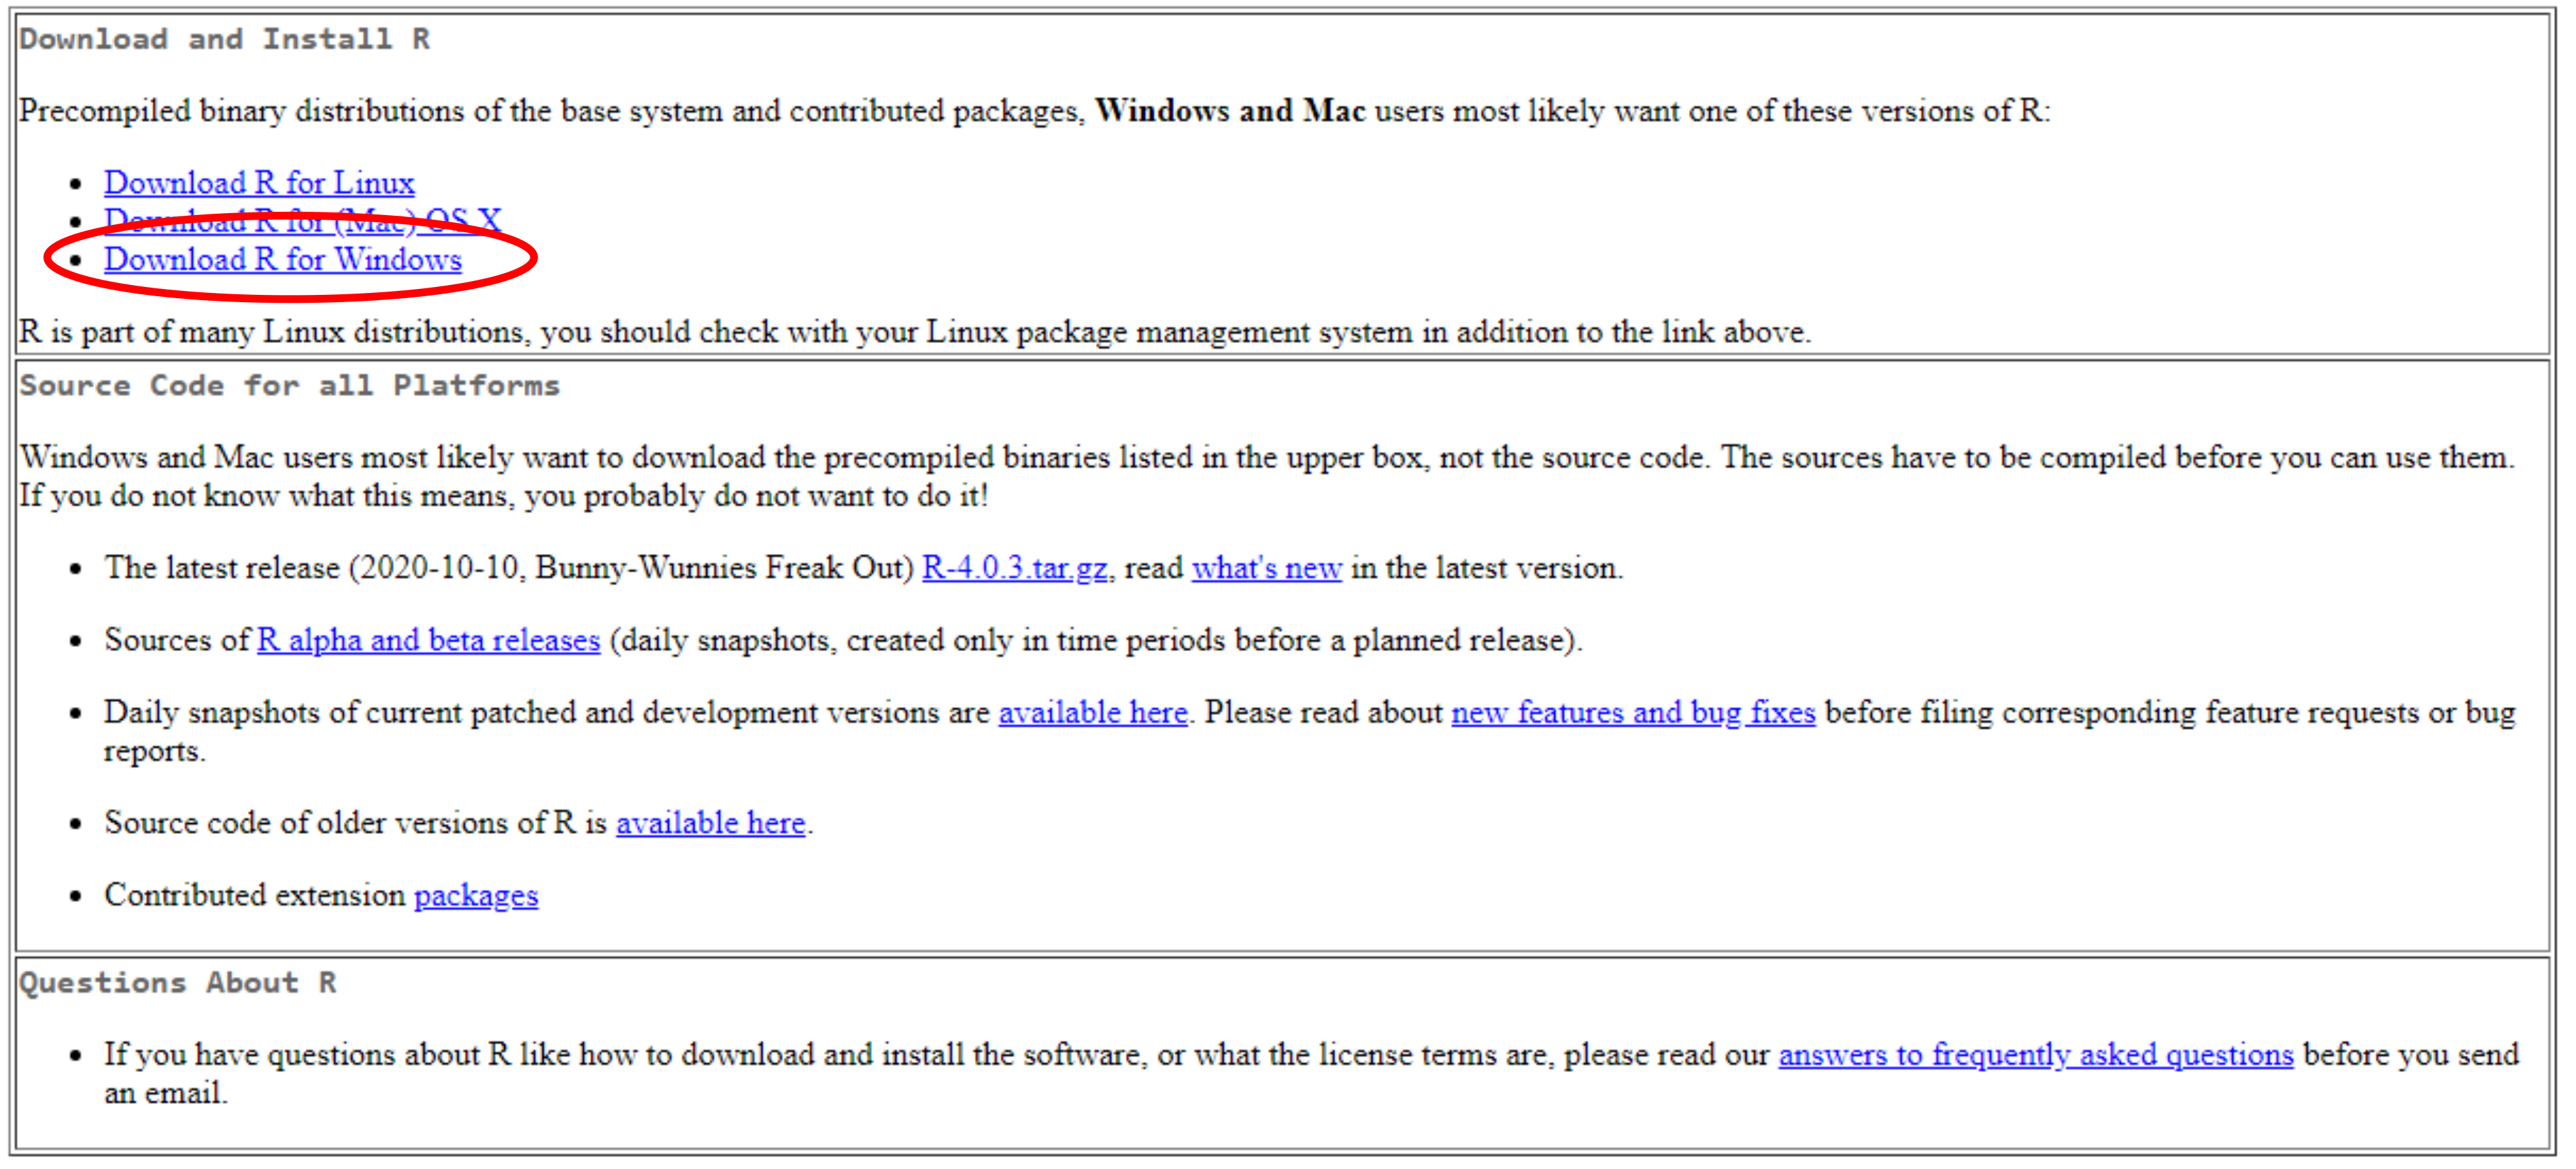 Download and Install R
Precompiled binary distributions of the base system and contributed packages, Windows and Mac users most likely want one of these versions of R:
Download R for Linux
Download R for (Mac) OS X
Download R for Windows
R is part of many Linux distributions, you should check with your Linux package management system in addition to the link above.
Source Code for all Platforms
Windows and Mac users most likely want to download the precompiled binaries listed in the upper box, not the source code. The sources have to be compiled before you can use them.
If you do not know what this means, you probably do not want to do it!
The latest release (2020-10-10, Bunny-Wunnies Freak Out) R-4.0.3.tar.gz, read what's new in the latest version.
Sources of R alpha and beta releases (daily snapshots, created only in time periods before a planned release).
Daily snapshots of current patched and development versions are available here. Please read about new features and bug fixes before filing corresponding feature requests or bug
reports.
Source code of older versions of R is available here.
Contributed extension packages
Questions About R
If you have questions about R like how to download and install the software, or what the license terms are, please read our answers to frequently asked questions before you send
an email.